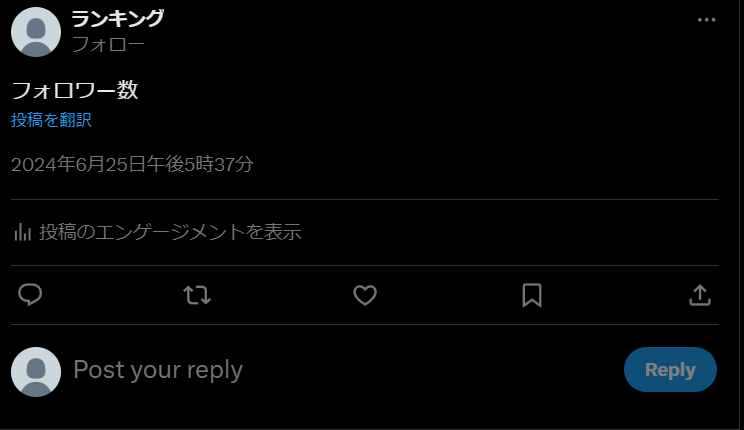 ランキング
フォロー
フォロワー数
投稿を翻訳
2024年6月25日午後5時37分
投稿のエンゲージメントを表示
Post your reply
Reply